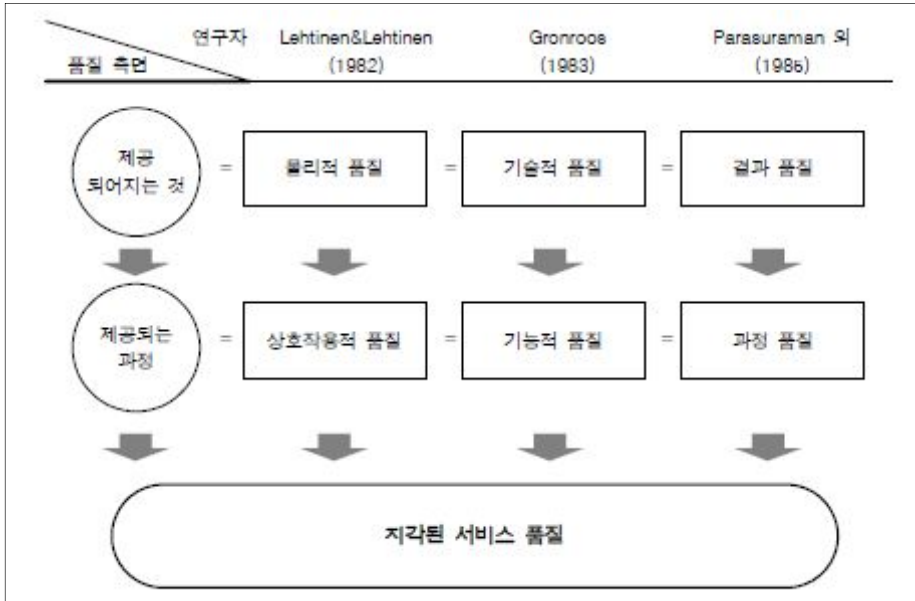 연구자 Lehtinen&Lehtinen Gronroos Parasuraman 외
품질 측면 (1982) (1983) (1985)
제공
되어지는 것 = 물리적 품질 = 기술적 품질 = 결과 품질
제공되는
과정 = 상호작용적 품질 = 기능적 품질 = 과정 품질
지각된 서비스 품질